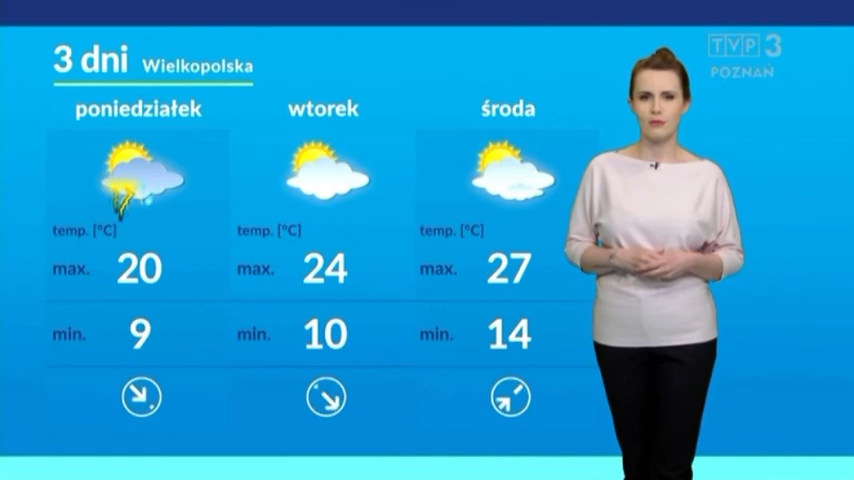 3 dni Wielkopolska
TVP3
POZNAŃ
poniedziałek wtorek środa
temp. [°C] temp. [°C] temp. [°C]
max. 20 max. 24 max. 27
min. 9 min. 10 min. 14